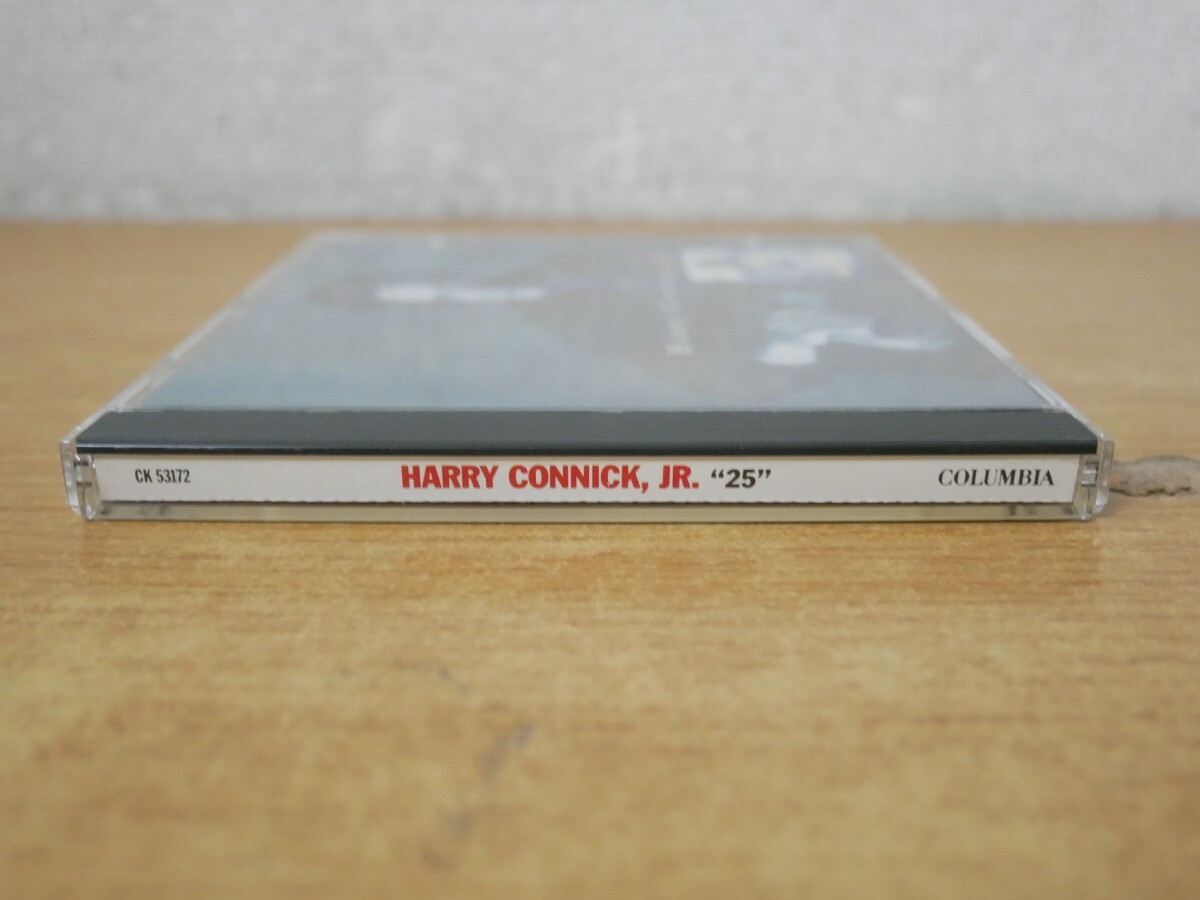 CK 53172 HARRY CONNICK, JR. “25” COLUMBIA